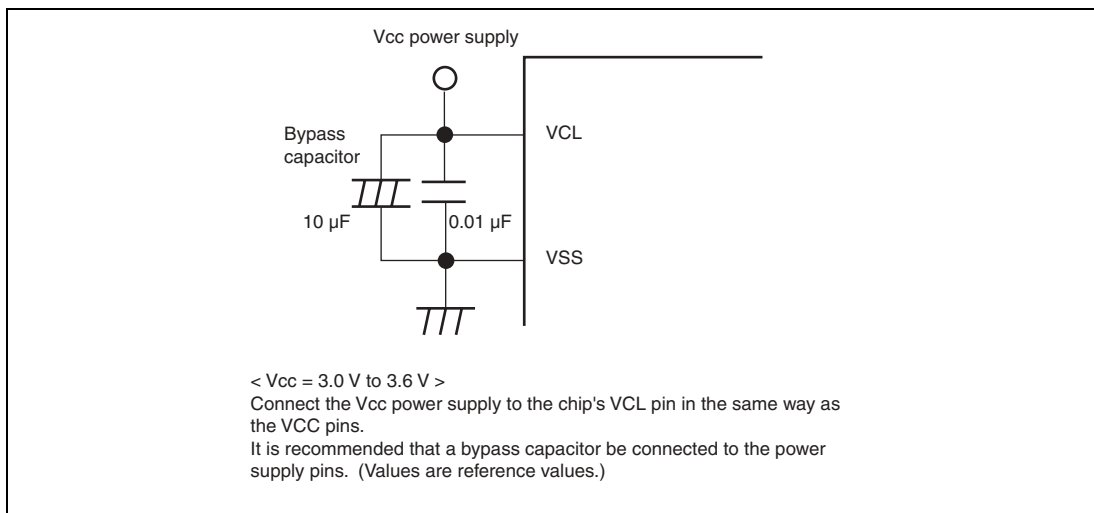 Vcc power supply
Bypass
capacitor
VCL
10 µF
0.01 µF
VSS
< Vcc = 3.0 V to 3.6 V >
Connect the Vcc power supply to the chip's VCL pin in the same way as
the VCC pins.
It is recommended that a bypass capacitor be connected to the power
supply pins. (Values are reference values.)